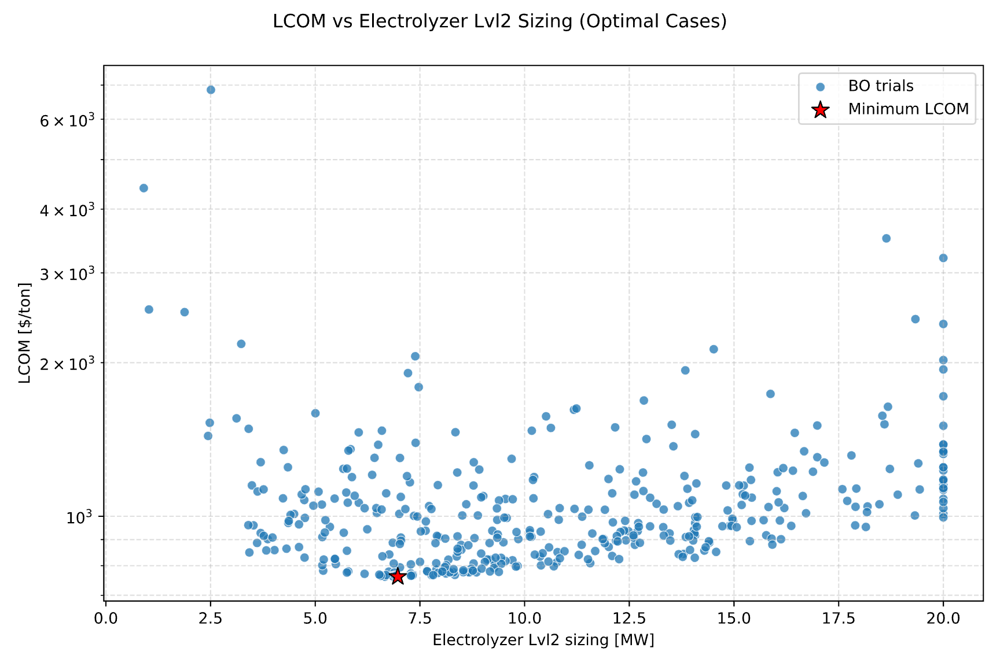 LCOM vs Electrolyzer Lvl2 Sizing (Optimal Cases)
BO trials
Minimum LCOM
6 × 10³
4 × 10³
3 × 10³
2 × 10³
10³
LCOM [$/ton]
0.0 2.5 5.0 7.5 10.0 12.5 15.0 17.5 20.0
Electrolyzer Lvl2 sizing [MW]